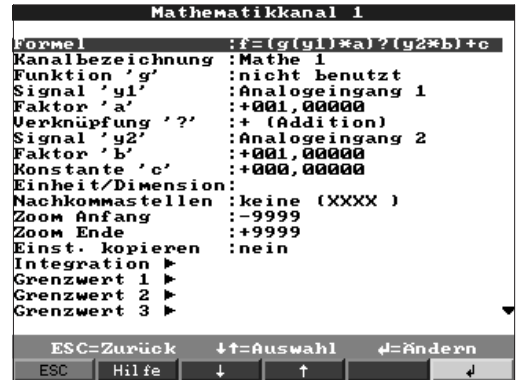 Mathematikkanal 1
Formel :f=(g(y1)*a)?(y2*b)+c
Kanalbezeichnung :Mathe 1
Funktion 'g' :nicht benutzt
Signal 'y1' :Analogeingang 1
Faktor 'a' :+001,00000
Verknüpfung '?' :+ (Addition)
Signal 'y2' :Analogeingang 2
Faktor 'b' :+001,00000
Konstante 'c' :+000,00000
Einheit/Dimension:
Nachkommastellen :keine (XXXX )
Zoom Anfang :-9999
Zoom Ende :+9999
Einst. kopieren :nein
Integration ►
Grenzwert 1 ►
Grenzwert 2 ►
Grenzwert 3 ►
ESC=Zurück ↓↑=Auswahl ↲=Ändern
ESC Hilfe ↓ ↑ ↲